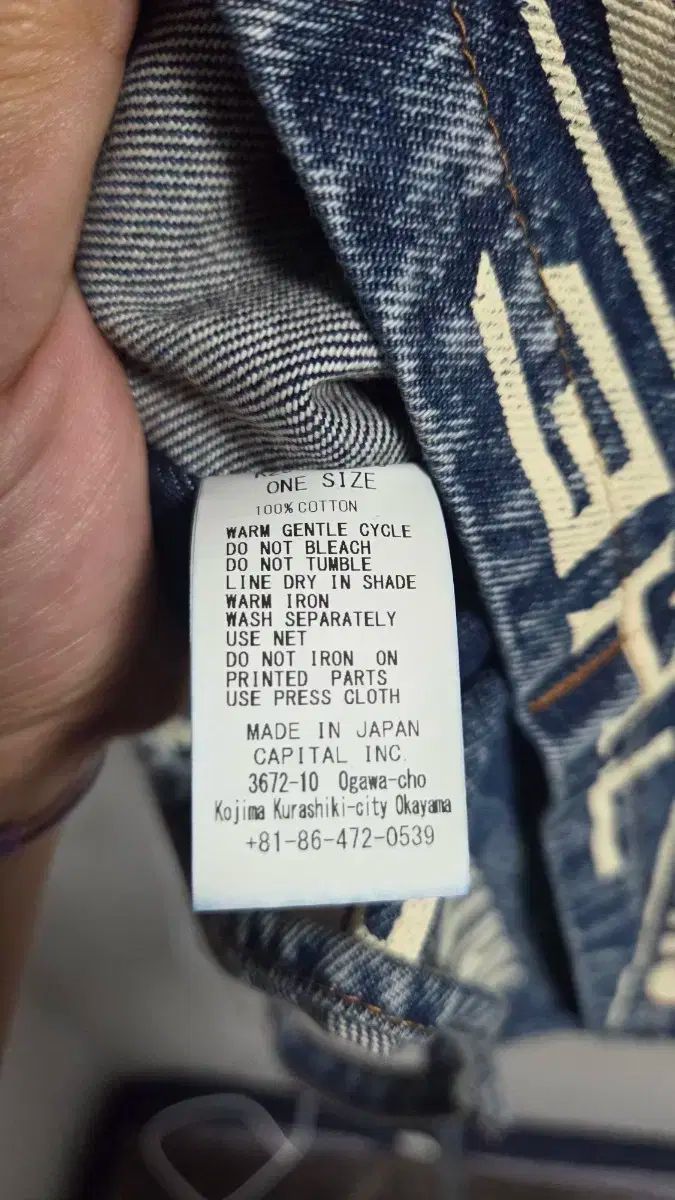 ONE SIZE
100% COTTON
WARM GENTLE CYCLE
DO NOT BLEACH
DO NOT TUMBLE
LINE DRY IN SHADE
WARM IRON
WASH SEPARATELY
USE NET
DO NOT IRON ON
PRINTED PARTS
USE PRESS CLOTH
MADE IN JAPAN
CAPITAL INC.
3672-10 Ogawa-cho
Kojima Kurashiki-city Okayama
+81-86-472-0539